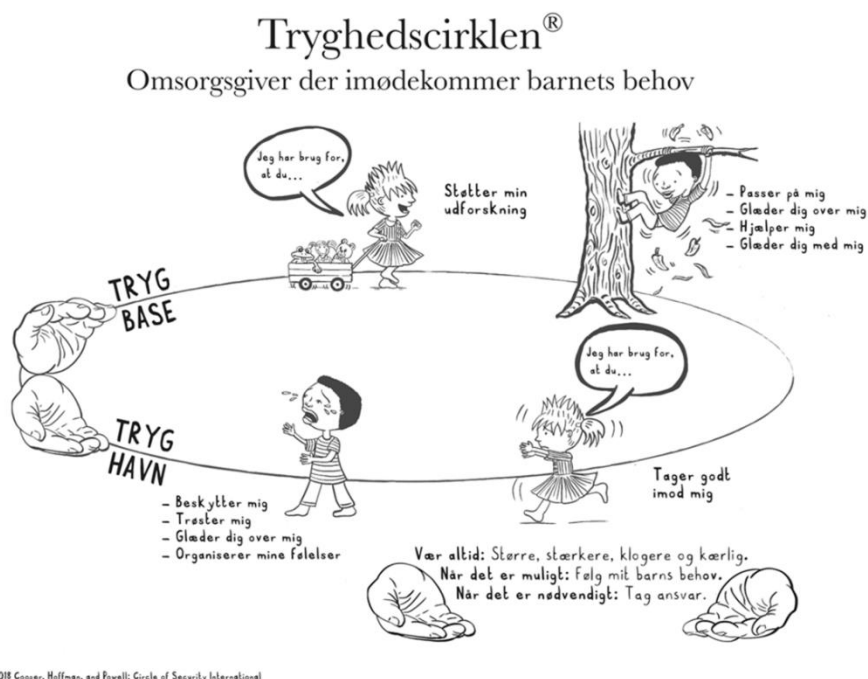 Tryghedscirklen®
Omsorgsgiver der imødekommer barnets behov
Jeg har brug for,
at du...
Støtter min
udforskning
- Passer på mig
- Glæder dig over mig
- Hjælper mig
- Glæder dig med mig
TRYG
BASE
Jeg har brug for,
at du...
TRYG
HAVN
- Beskytter mig
- Trøster mig
- Glæder dig over mig
- Organiserer mine følelser
Tager godt
imod mig
Vær altid: Større, stærkere, klogere og kærlig.
Når det er muligt: Følg mit barns behov.
Når det er nødvendigt: Tag ansvar.
018 Cooper, Hoffman, and Powell; Circle of Security International